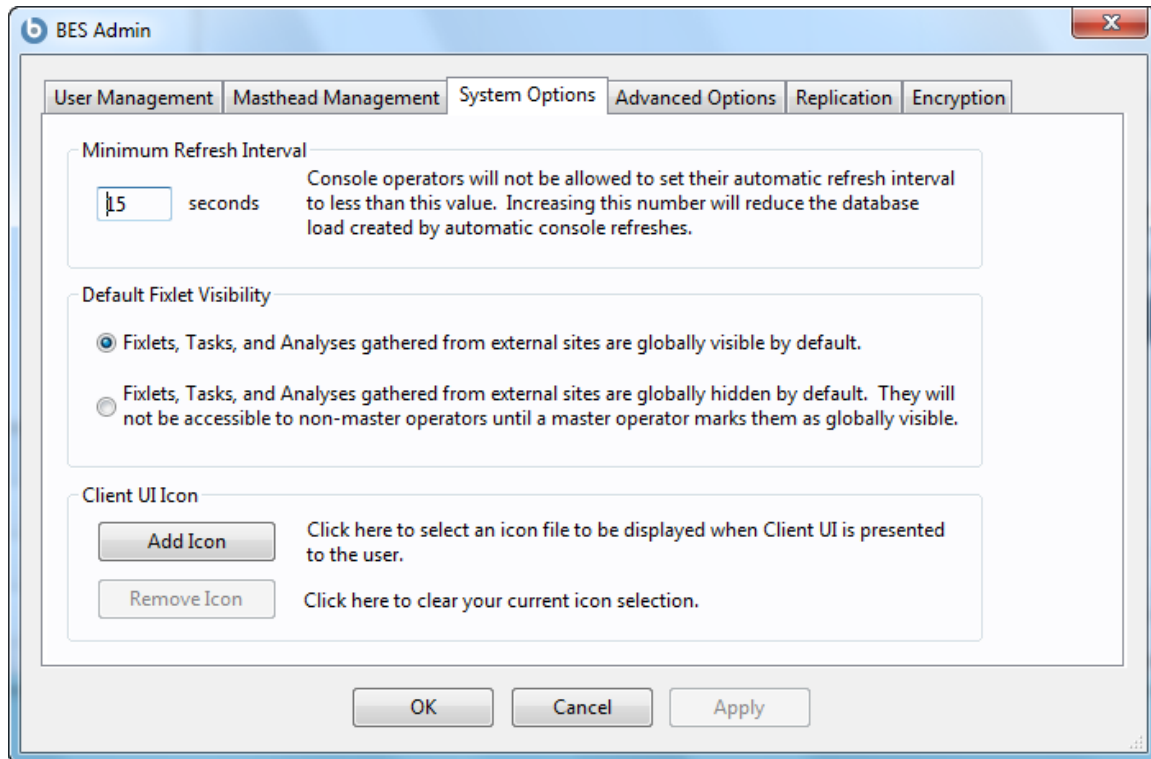 BES Admin
User Management Masthead Management System Options Advanced Options Replication Encryption
Minimum Refresh Interval
15 seconds
Console operators will not be allowed to set their automatic refresh interval
to less than this value.  Increasing this number will reduce the database
load created by automatic console refreshes.
Default Fixlet Visibility
Fixlets, Tasks, and Analyses gathered from external sites are globally visible by default.
Fixlets, Tasks, and Analyses gathered from external sites are globally hidden by default.  They will
not be accessible to non-master operators until a master operator marks them as globally visible.
Client UI Icon
Add Icon
Click here to select an icon file to be displayed when Client UI is presented
to the user.
Remove Icon
Click here to clear your current icon selection.
OK Cancel Apply